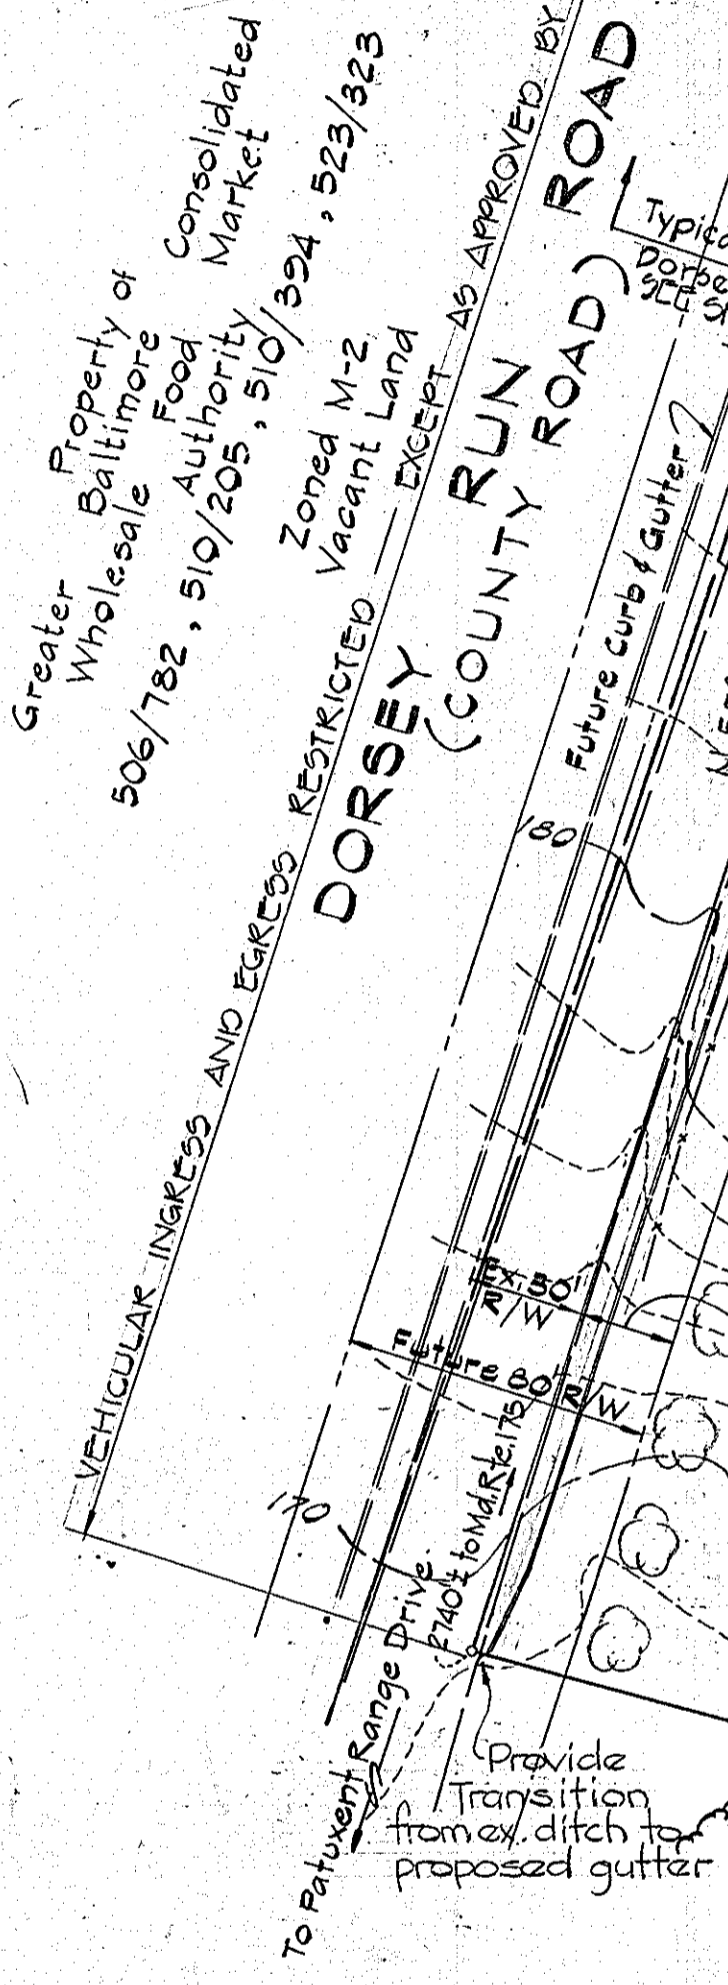 Property of
Greater Baltimore Consolidated
Wholesale Food Market
Authority
506/782, 510/205, 510/394, 523/323
Zoned M-2
Vacant Land
VEHICULAR INGRESS AND EGRESS RESTRICTED — EXCEPT AS APPROVED BY
DORSEY RUN ROAD
(COUNTY ROAD)
Typica
Dorse
SEE
Future Curb & Gutter
180
Ex 30'
R/W
Future 80' R/W
170
2740'± to Md. Rte. 175
To Patuxent Range Drive.
Provide
Transition
from ex. ditch to
proposed gutter